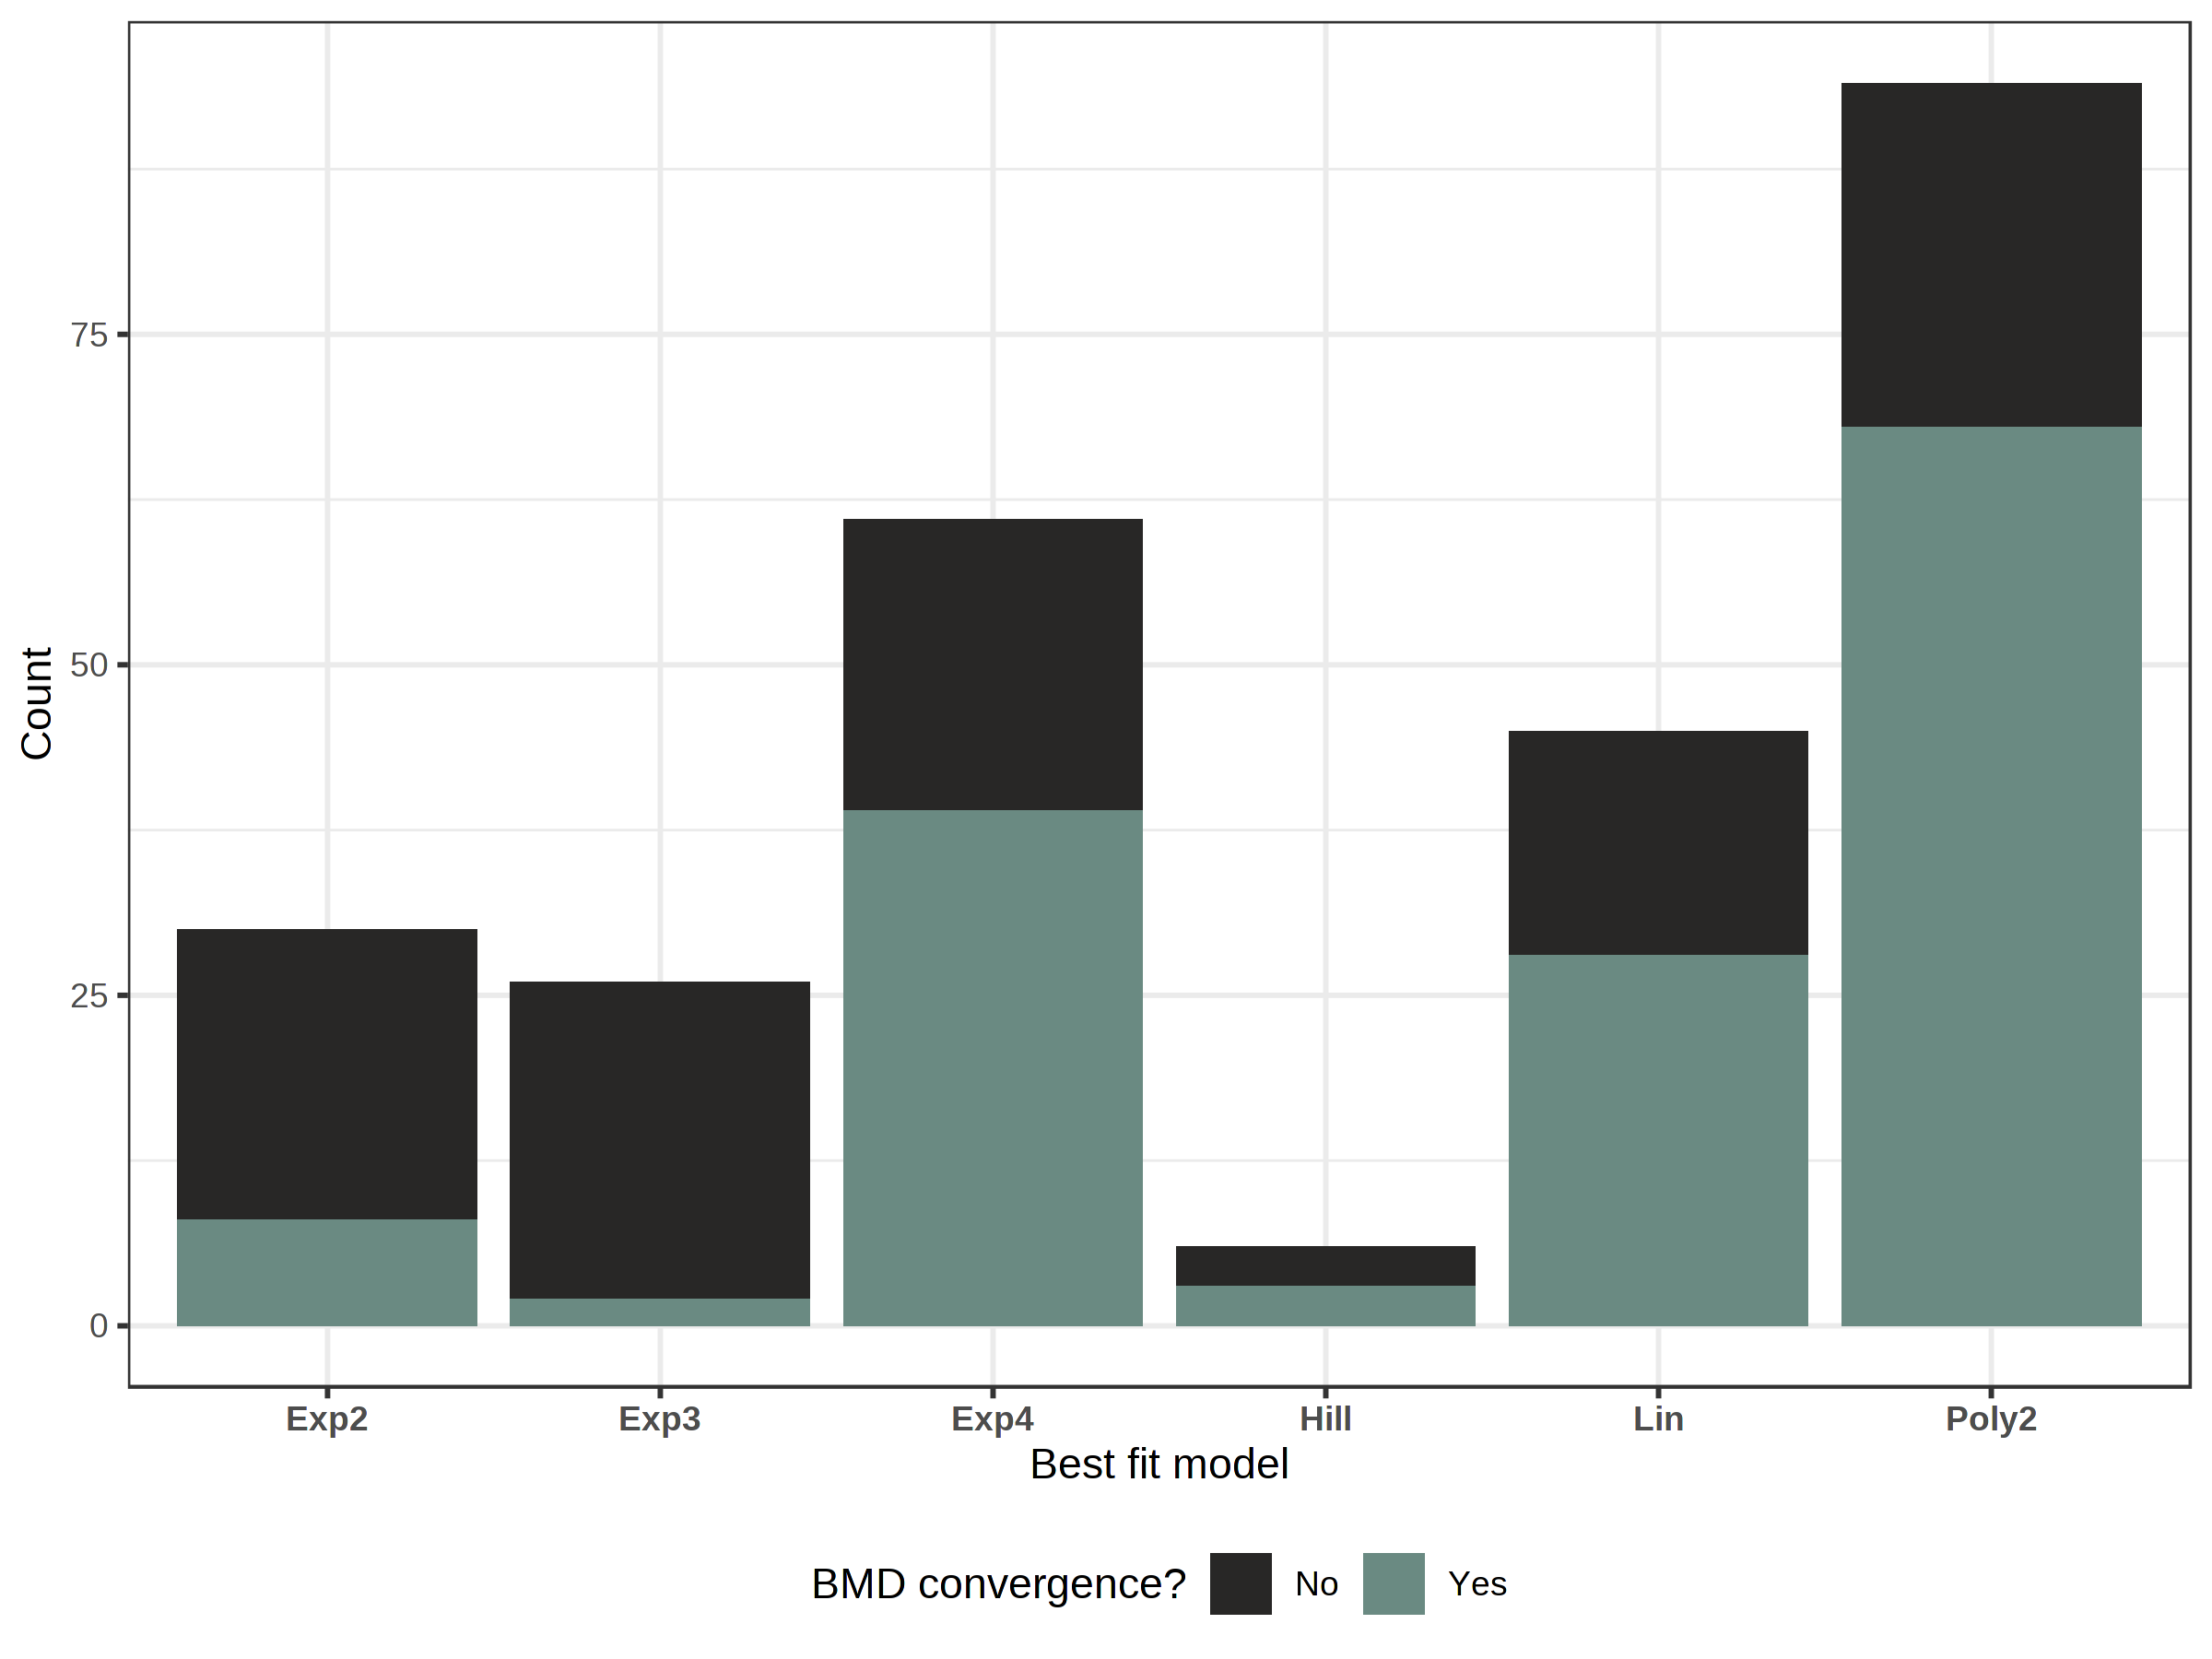 Count
75
50
25
0
Exp2 Exp3 Exp4 Hill Lin Poly2
Best fit model
BMD convergence? No Yes